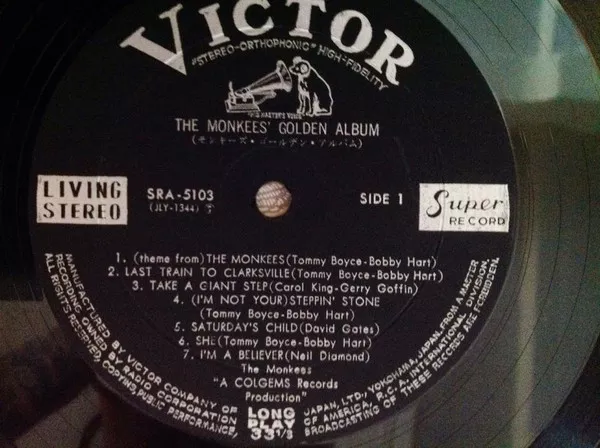 VICTOR
"STEREO-ORTHOPHONIC" HIGH-FIDELITY
"HIS MASTER'S VOICE"
THE MONKEES' GOLDEN ALBUM
(モンキーズ・ゴールデン・アルバム)
LIVING
STEREO
SRA-5103
(JLY-1344)
SIDE 1
Super
RECORD
1. (theme from) THE MONKEES (Tommy Boyce-Bobby Hart)
2. LAST TRAIN TO CLARKSVILLE (Tommy Boyce-Bobby Hart)
3. TAKE A GIANT STEP (Carol King-Gerry Goffin)
4. (I'M NOT YOUR) STEPPIN' STONE
(Tommy Boyce-Bobby Hart)
5. SATURDAY'S CHILD (David Gates)
6. SHE (Tommy Boyce-Bobby Hart)
7. I'M A BELIEVER (Neil Diamond)
The Monkees
"A COLGEMS Records
Production"
LONG
PLAY
33 1/3
MANUFACTURED BY VICTOR COMPANY OF JAPAN, LTD., YOKOHAMA, JAPAN, FROM A MASTER
RECORDING OWNED BY RADIO CORPORATION OF AMERICA, R.C.A. INTERNATIONAL DIVISION.
ALL RIGHTS RESERVED, COPYING, PUBLIC PERFORMANCE, BROADCASTING OF THESE RECORDS ARE FORBIDDEN.